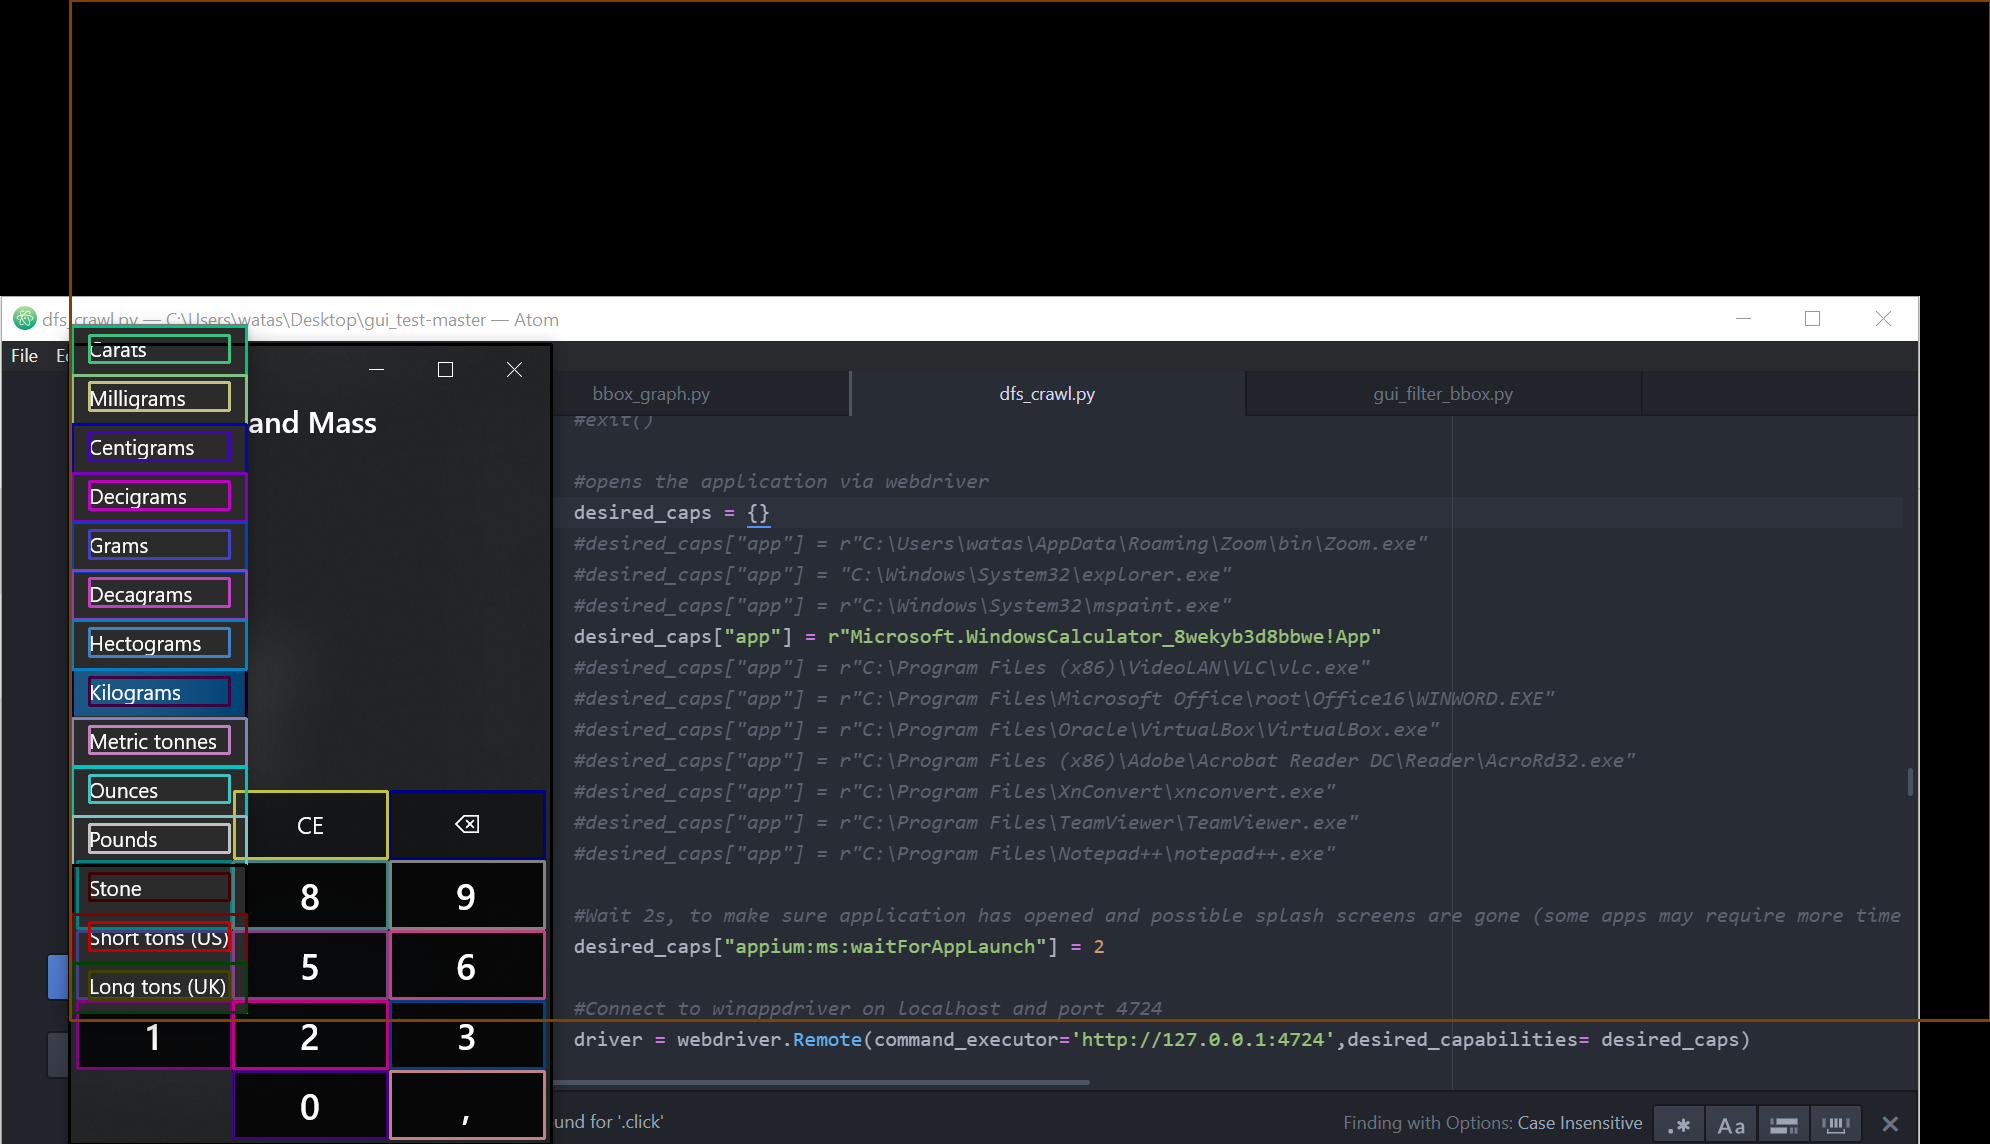 dfs_crawl.py — C:\Users\watas\Desktop\gui_test-master — Atom
File
Carats
Milligrams
Centigrams
Decigrams
Grams
Decagrams
Hectograms
Kilograms
Metric tonnes
Ounces
Pounds
Stone
Short tons (US)
Long tons (UK)
and Mass
CE
8
9
5
6
1
2
3
0
,
bbox_graph.py
dfs_crawl.py
gui_filter_bbox.py
#exit()
#opens the application via webdriver
desired_caps = {}
#desired_caps["app"] = r"C:\Users\watas\AppData\Roaming\Zoom\bin\Zoom.exe"
#desired_caps["app"] = "C:\Windows\System32\explorer.exe"
#desired_caps["app"] = r"C:\Windows\System32\mspaint.exe"
desired_caps["app"] = r"Microsoft.WindowsCalculator_8wekyb3d8bbwe!App"
#desired_caps["app"] = r"C:\Program Files (x86)\VideoLAN\VLC\vlc.exe"
#desired_caps["app"] = r"C:\Program Files\Microsoft Office\root\Office16\WINWORD.EXE"
#desired_caps["app"] = r"C:\Program Files\Oracle\VirtualBox\VirtualBox.exe"
#desired_caps["app"] = r"C:\Program Files (x86)\Adobe\Acrobat Reader DC\Reader\AcroRd32.exe"
#desired_caps["app"] = r"C:\Program Files\XnConvert\xnconvert.exe"
#desired_caps["app"] = r"C:\Program Files\TeamViewer\TeamViewer.exe"
#desired_caps["app"] = r"C:\Program Files\Notepad++\notepad++.exe"
#Wait 2s, to make sure application has opened and possible splash screens are gone (some apps may require more time
desired_caps["appium:ms:waitForAppLaunch"] = 2
#Connect to winappdriver on localhost and port 4724
driver = webdriver.Remote(command_executor='http://127.0.0.1:4724',desired_capabilities= desired_caps)
und for '.click'
Finding with Options: Case Insensitive
.*
Aa